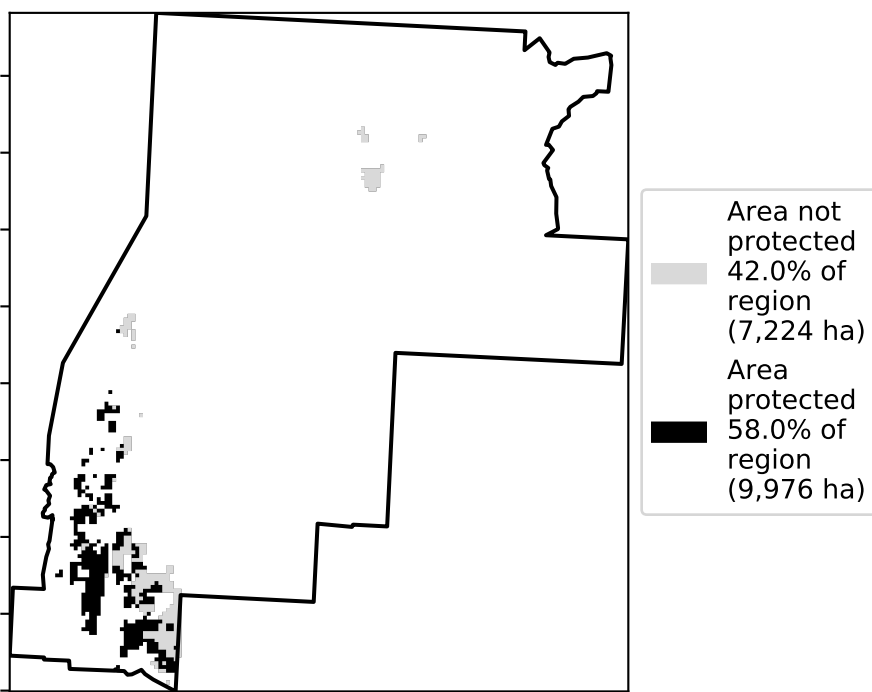 Area not
protected
42.0% of
region
(7,224 ha)
Area
protected
58.0% of
region
(9,976 ha)